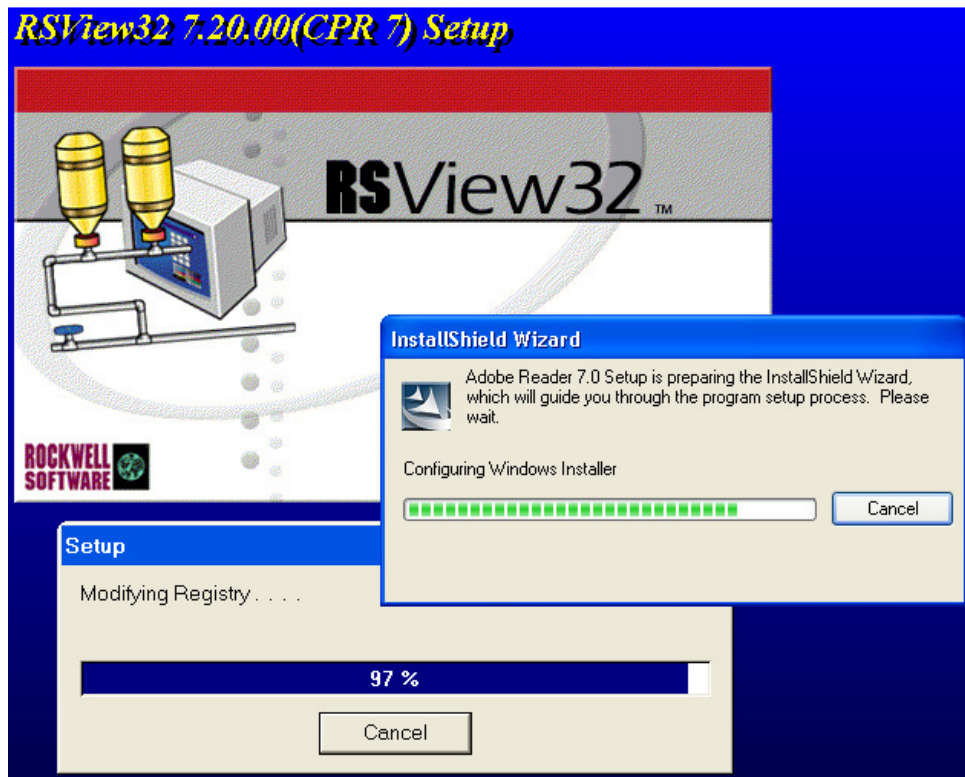 RSView32 7.20.00(CPR 7) Setup
RSView32 TM
ROCKWELL
SOFTWARE
InstallShield Wizard
Adobe Reader 7.0 Setup is preparing the InstallShield Wizard,
which will guide you through the program setup process. Please
wait.
Configuring Windows Installer
Cancel
Setup
Modifying Registry . . . .
97 %
Cancel